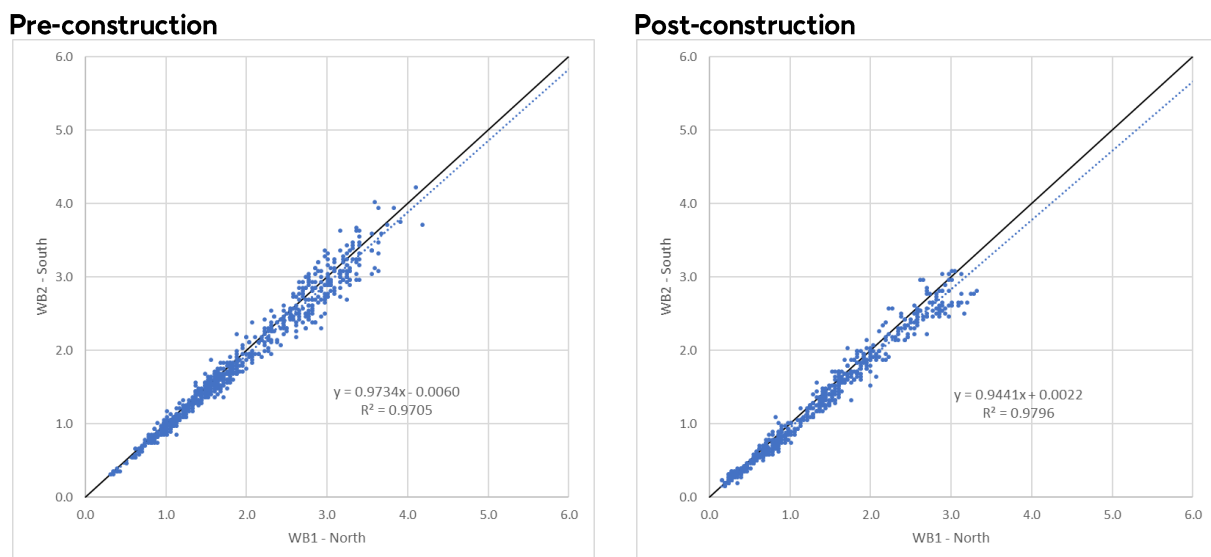 Pre-construction
6.0
5.0
4.0
3.0
2.0
1.0
0.0
WB2 - South
y = 0.9734x - 0.0060
R² = 0.9705
0.0 1.0 2.0 3.0 4.0 5.0 6.0
WB1 - North
Post-construction
6.0
5.0
4.0
3.0
2.0
1.0
0.0
WB2 - South
y = 0.9441x + 0.0022
R² = 0.9796
0.0 1.0 2.0 3.0 4.0 5.0 6.0
WB1 - North